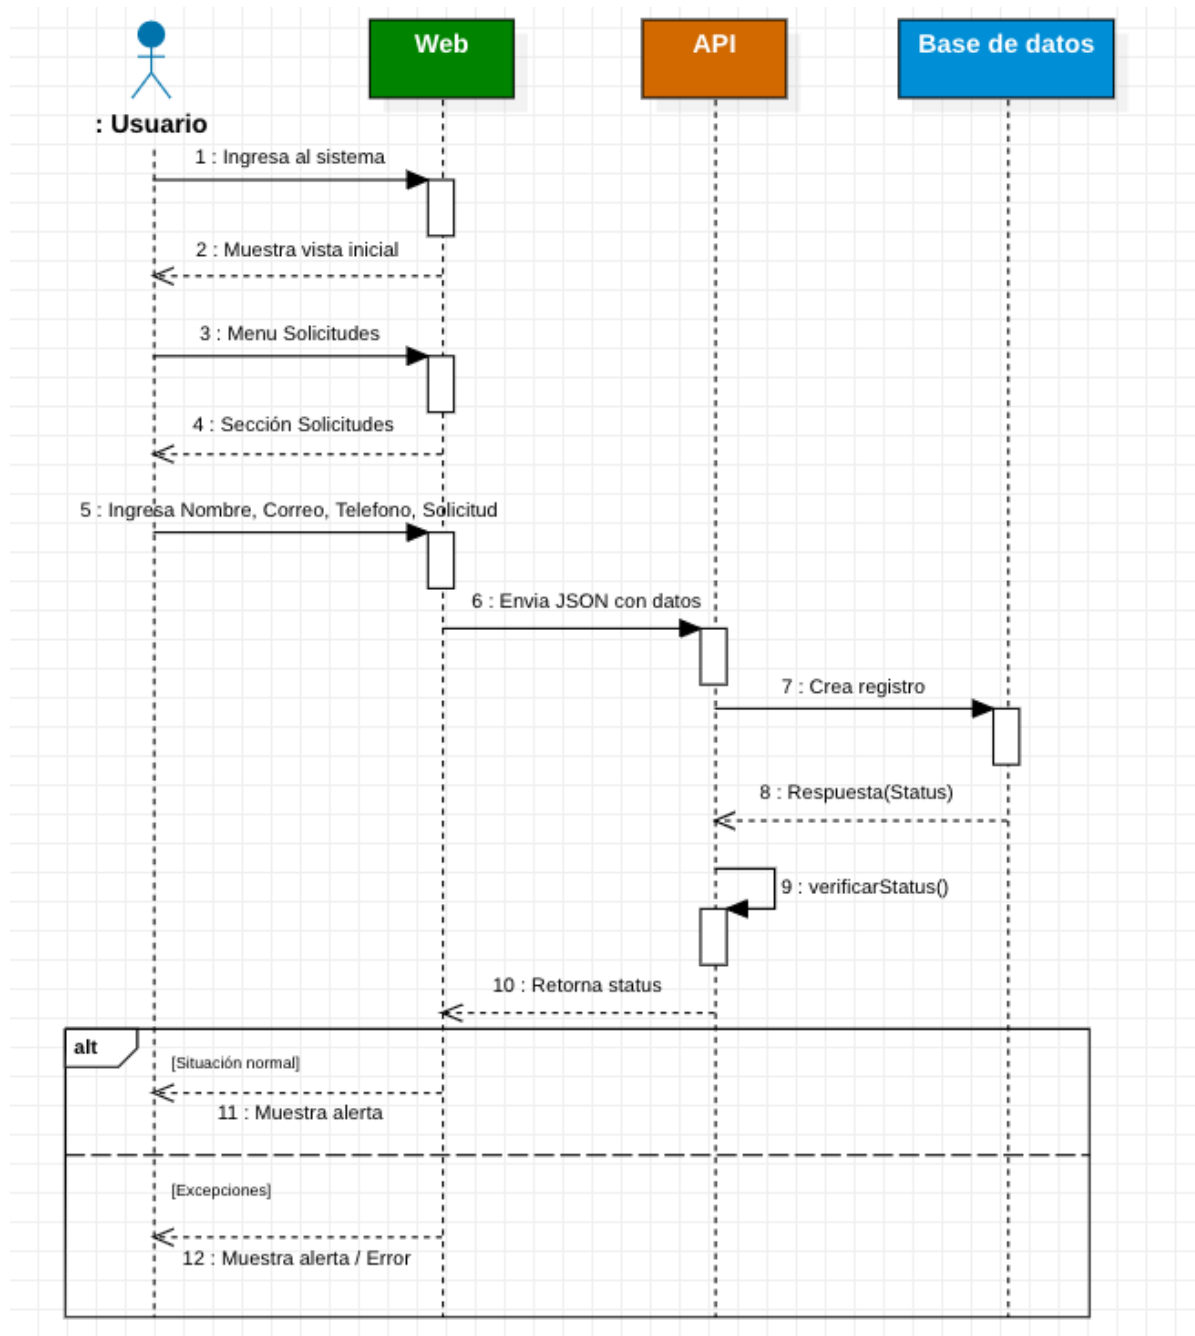 Web
API
Base de datos
: Usuario
1 : Ingresa al sistema
2 : Muestra vista inicial
3 : Menu Solicitudes
4 : Sección Solicitudes
5 : Ingresa Nombre, Correo, Telefono, Solicitud
6 : Envia JSON con datos
7 : Crea registro
8 : Respuesta(Status)
9 : verificarStatus()
10 : Retorna status
alt
[Situación normal]
11 : Muestra alerta
[Excepciones]
12 : Muestra alerta / Error